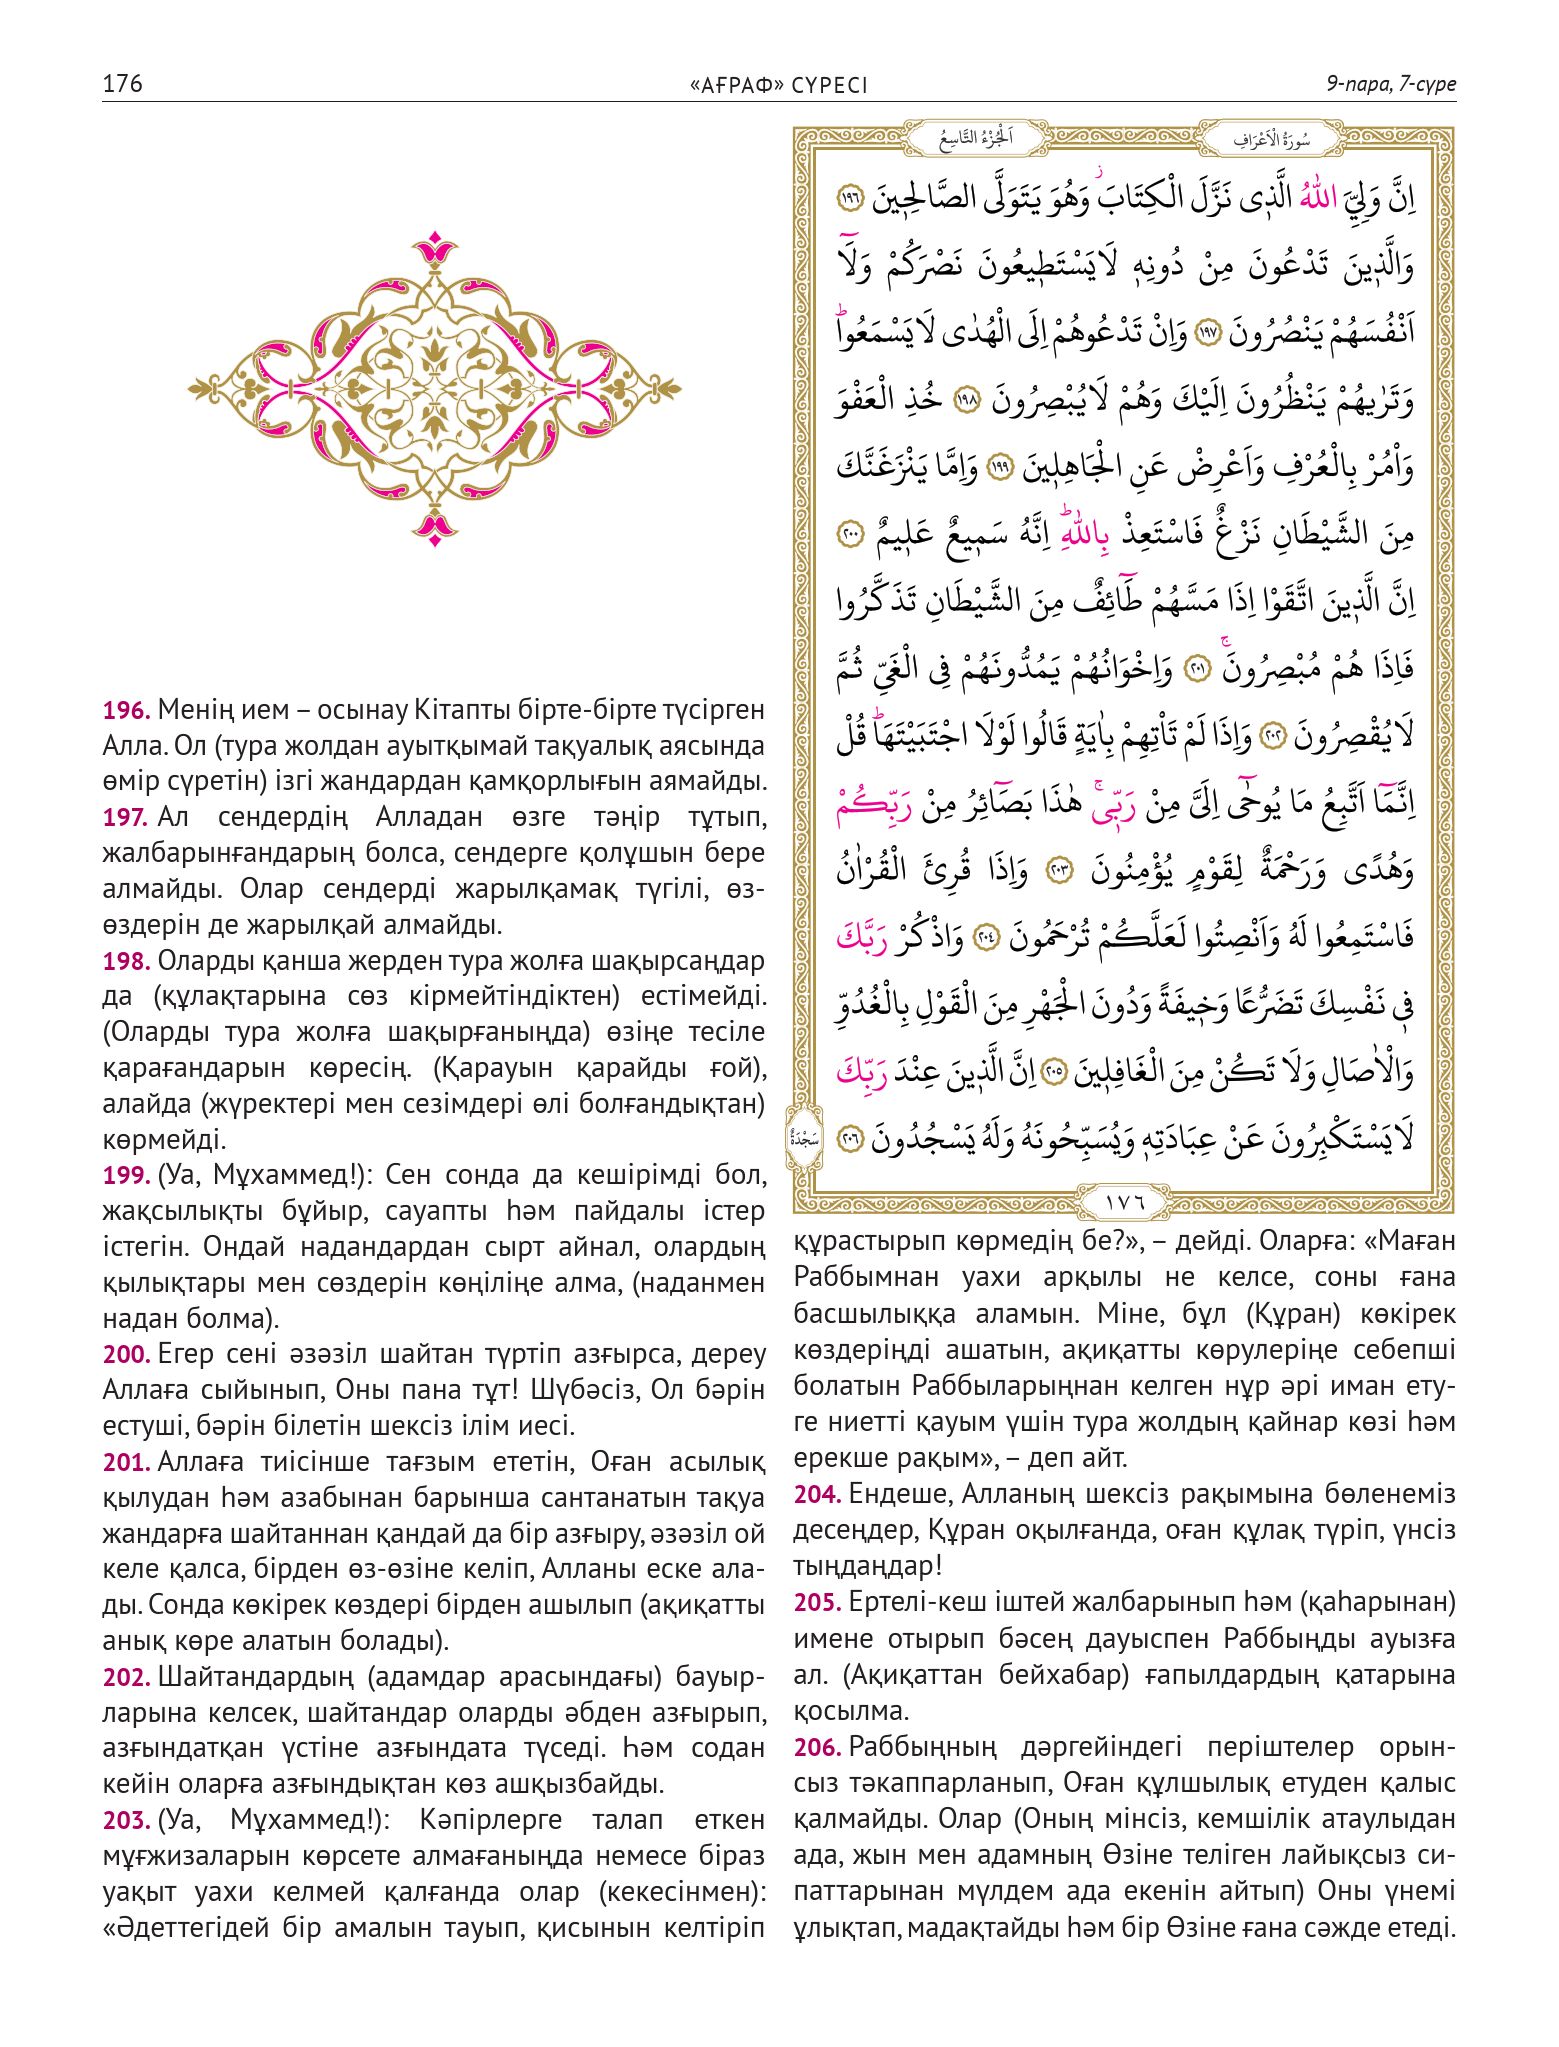 176
«АҒРАФ» СҮРЕСІ
9-пара, 7-сүре
اَلْجُزْءُ التَّاسِعُ
سُورَةُ الْاَعْرَافِ
اِنَّ وَلِيِّيَ اللّٰهُ الَّذ۪ي نَزَّلَ الْكِتَابَۘ وَهُوَ يَتَوَلَّى الصَّالِح۪ينَ ﴿١٩٦﴾
وَالَّذ۪ينَ تَدْعُونَ مِنْ دُونِه۪ لَا يَسْتَط۪يعُونَ نَصْرَكُمْ وَلَٓا
اَنْفُسَهُمْ يَنْصُرُونَ ﴿١٩٧﴾ وَاِنْ تَدْعُوهُمْ اِلَى الْهُدٰى لَا يَسْمَعُواۜ
وَتَرٰيهُمْ يَنْظُرُونَ اِلَيْكَ وَهُمْ لَا يُبْصِرُونَ ﴿١٩٨﴾ خُذِ الْعَفْوَ
وَأْمُرْ بِالْعُرْفِ وَاَعْرِضْ عَنِ الْجَاهِل۪ينَ ﴿١٩٩﴾ وَاِمَّا يَنْزَغَنَّكَ
مِنَ الشَّيْطَانِ نَزْغٌ فَاسْتَعِذْ بِاللّٰهِۜ اِنَّهُ سَم۪يعٌ عَل۪يمٌ ﴿٢٠٠﴾
اِنَّ الَّذ۪ينَ اتَّقَوْا اِذَا مَسَّهُمْ طَٓائِفٌ مِنَ الشَّيْطَانِ تَذَكَّرُوا
فَاِذَا هُمْ مُبْصِرُونَۚ ﴿٢٠١﴾ وَاِخْوَانُهُمْ يَمُدُّونَهُمْ فِي الْغَيِّ ثُمَّ
لَا يُقْصِرُونَ ﴿٢٠٢﴾ وَاِذَا لَمْ تَأْتِهِمْ بِاٰيَةٍ قَالُوا لَوْلَا اجْتَبَيْتَهَاۜ قُلْ
اِنَّمَٓا اَتَّبِعُ مَا يُوحٰٓى اِلَيَّ مِنْ رَبّ۪يۚ هٰذَا بَصَٓائِرُ مِنْ رَبِّكُمْ
وَهُدًى وَرَحْمَةٌ لِقَوْمٍ يُؤْمِنُونَ ﴿٢٠٣﴾ وَاِذَا قُرِئَ الْقُرْاٰنُ
فَاسْتَمِعُوا لَهُ وَاَنْصِتُوا لَعَلَّكُمْ تُرْحَمُونَ ﴿٢٠٤﴾ وَاذْكُرْ رَبَّكَ
ف۪ي نَفْسِكَ تَضَرُّعًا وَخ۪يفَةً وَدُونَ الْجَهْرِ مِنَ الْقَوْلِ بِالْغُدُوِّ
وَالْاٰصَالِ وَلَا تَكُنْ مِنَ الْغَافِل۪ينَ ﴿٢٠٥﴾ اِنَّ الَّذ۪ينَ عِنْدَ رَبِّكَ
لَا يَسْتَكْبِرُونَ عَنْ عِبَادَتِه۪ وَيُسَبِّحُونَهُ وَلَهُ يَسْجُدُونَ ﴿٢٠٦﴾
سَجْدَةٌ
١٧٦
196. Менің ием – осынау Кітапты бірте-бірте түсірген
Алла. Ол (тура жолдан ауытқымай тақуалық аясында
өмір сүретін) ізгі жандардан қамқорлығын аямайды.
197. Ал сендердің Алладан өзге тәңір тұтып,
жалбарынғандарың болса, сендерге қолұшын бере
алмайды. Олар сендерді жарылқамақ түгілі, өз-
өздерін де жарылқай алмайды.
198. Оларды қанша жерден тура жолға шақырсаңдар
да (құлақтарына сөз кірмейтіндіктен) естімейді.
(Оларды тура жолға шақырғаныңда) өзіңе тесіле
қарағандарын көресің. (Қарауын қарайды ғой),
алайда (жүректері мен сезімдері өлі болғандықтан)
көрмейді.
199. (Уа, Мұхаммед!): Сен сонда да кешірімді бол,
жақсылықты бұйыр, сауапты һәм пайдалы істер
істегін. Ондай надандардан сырт айнал, олардың
қылықтары мен сөздерін көңіліңе алма, (наданмен
надан болма).
200. Егер сені әзәзіл шайтан түртіп азғырса, дереу
Аллаға сыйынып, Оны пана тұт! Шүбәсіз, Ол бәрін
естуші, бәрін білетін шексіз ілім иесі.
201. Аллаға тиісінше тағзым ететін, Оған асылық
қылудан һәм азабынан барынша сантанатын тақуа
жандарға шайтаннан қандай да бір азғыру, әзәзіл ой
келе қалса, бірден өз-өзіне келіп, Алланы еске ала-
ды. Сонда көкірек көздері бірден ашылып (ақиқатты
анық көре алатын болады).
202. Шайтандардың (адамдар арасындағы) бауыр-
ларына келсек, шайтандар оларды әбден азғырып,
азғындатқан үстіне азғындата түседі. Һәм содан
кейін оларға азғындықтан көз ашқызбайды.
203. (Уа, Мұхаммед!): Кәпірлерге талап еткен
мұғжизаларын көрсете алмағаныңда немесе біраз
уақыт уахи келмей қалғанда олар (кекесінмен):
«Әдеттегідей бір амалын тауып, қисынын келтіріп
құрастырып көрмедің бе?», – дейді. Оларға: «Маған
Раббымнан уахи арқылы не келсе, соны ғана
басшылыққа аламын. Міне, бұл (Құран) көкірек
көздеріңді ашатын, ақиқатты көрулеріңе себепші
болатын Раббыларыңнан келген нұр әрі иман ету-
ге ниетті қауым үшін тура жолдың қайнар көзі һәм
ерекше рақым», – деп айт.
204. Ендеше, Алланың шексіз рақымына бөленеміз
десеңдер, Құран оқылғанда, оған құлақ түріп, үнсіз
тыңдаңдар!
205. Ертелі-кеш іштей жалбарынып һәм (қаһарынан)
имене отырып бәсең дауыспен Раббыңды ауызға
ал. (Ақиқаттан бейхабар) ғапылдардың қатарына
қосылма.
206. Раббыңның дәргейіндегі періштелер орын-
сыз тәкаппарланып, Оған құлшылық етуден қалыс
қалмайды. Олар (Оның мінсіз, кемшілік атаулыдан
ада, жын мен адамның Өзіне теліген лайықсыз си-
паттарынан мүлдем ада екенін айтып) Оны үнемі
ұлықтап, мадақтайды һәм бір Өзіне ғана сәжде етеді.